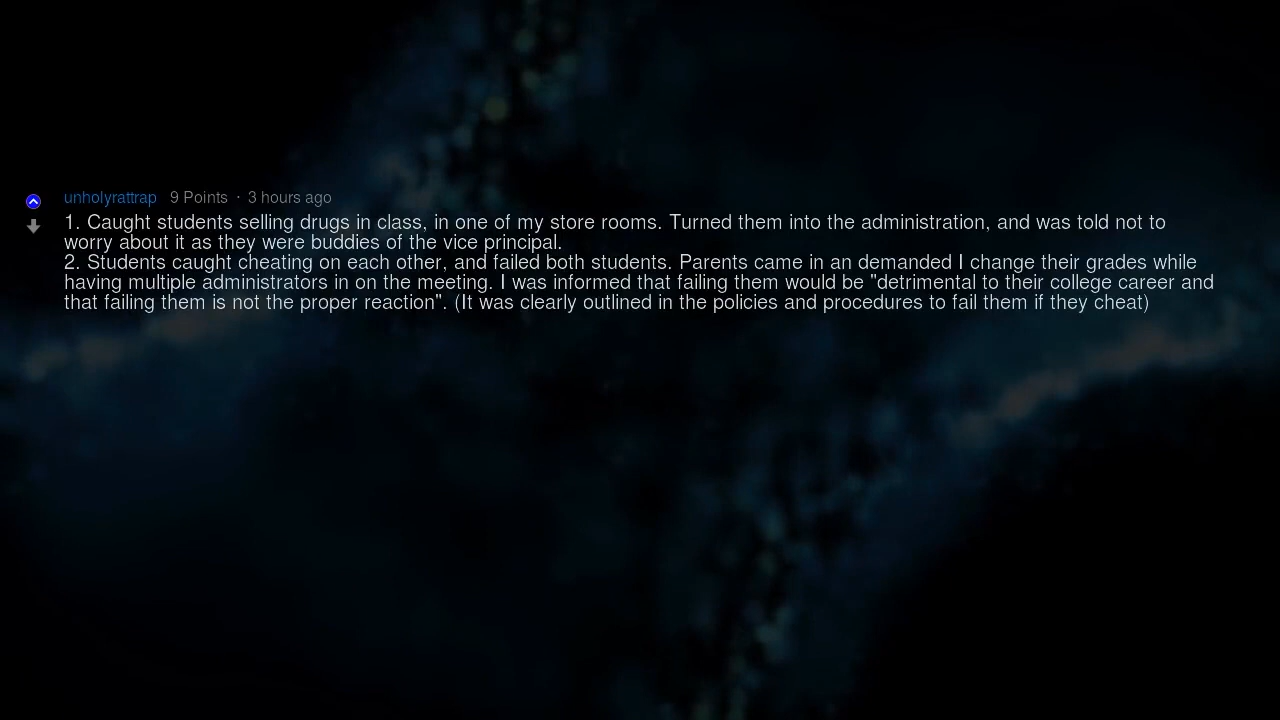 unholyrattrap 9 Points · 3 hours ago
1. Caught students selling drugs in class, in one of my store rooms. Turned them into the administration, and was told not to
worry about it as they were buddies of the vice principal.
2. Students caught cheating on each other, and failed both students. Parents came in an demanded I change their grades while
having multiple administrators in on the meeting. I was informed that failing them would be "detrimental to their college career and
that failing them is not the proper reaction". (It was clearly outlined in the policies and procedures to fail them if they cheat)